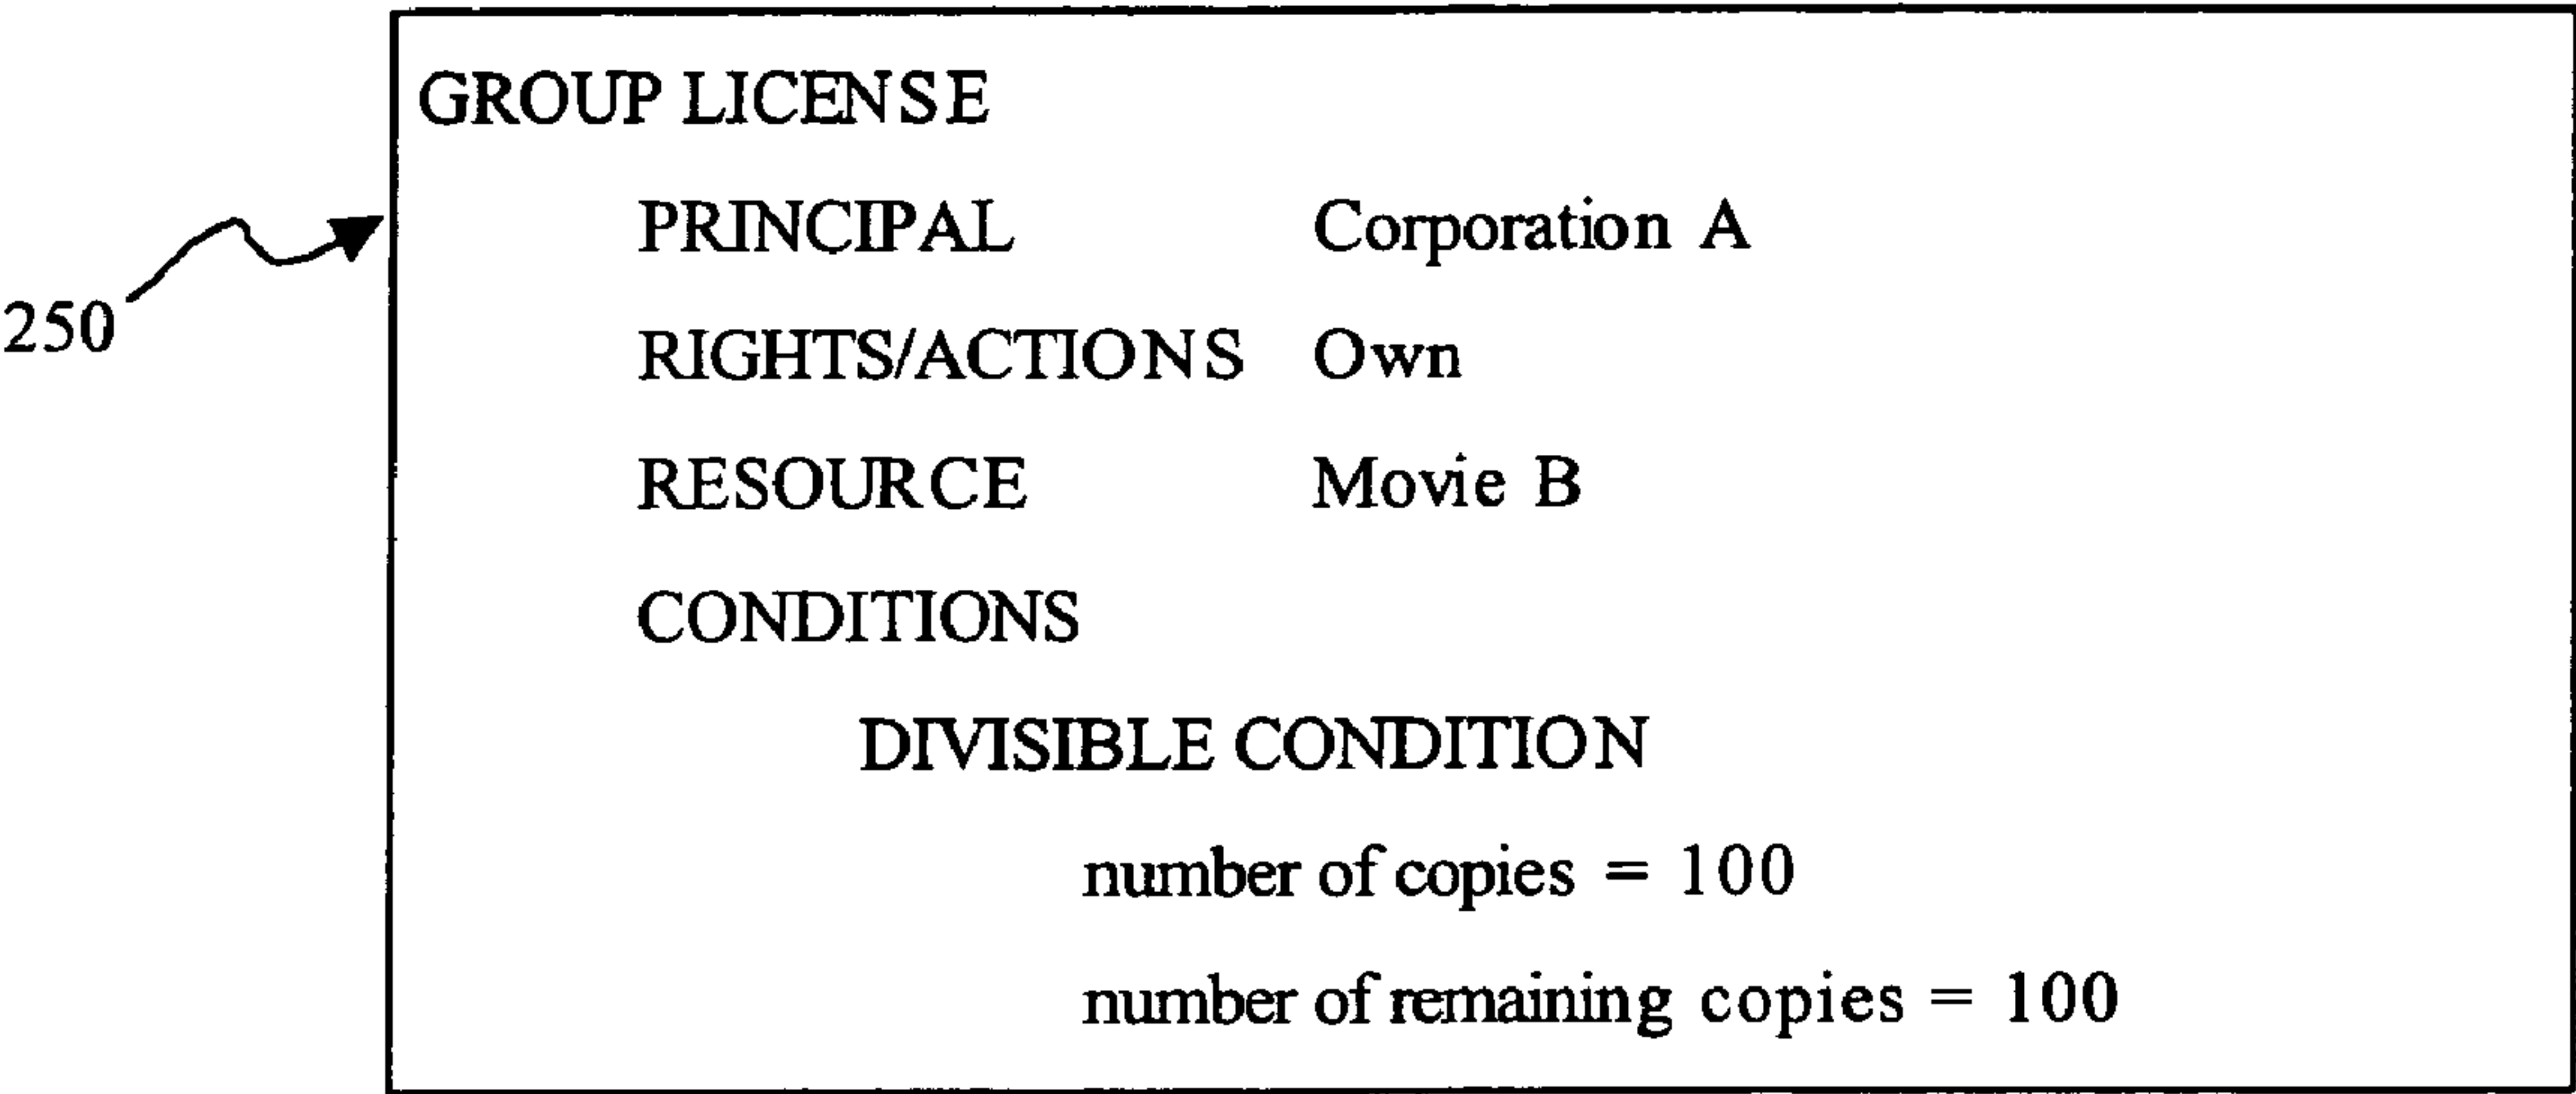 GROUP LICENSE
PRINCIPAL Corporation A
250
RIGHTS/ACTIONS Own
RESOURCE Movie B
CONDITIONS
DIVISIBLE CONDITION
number of copies = 100
number of remaining copies = 100